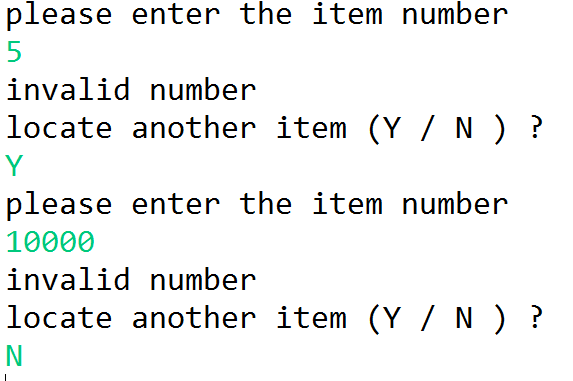 please enter the item number
5
invalid number
locate another item (Y / N ) ?
Y
please enter the item number
10000
invalid number
locate another item (Y / N ) ?
N